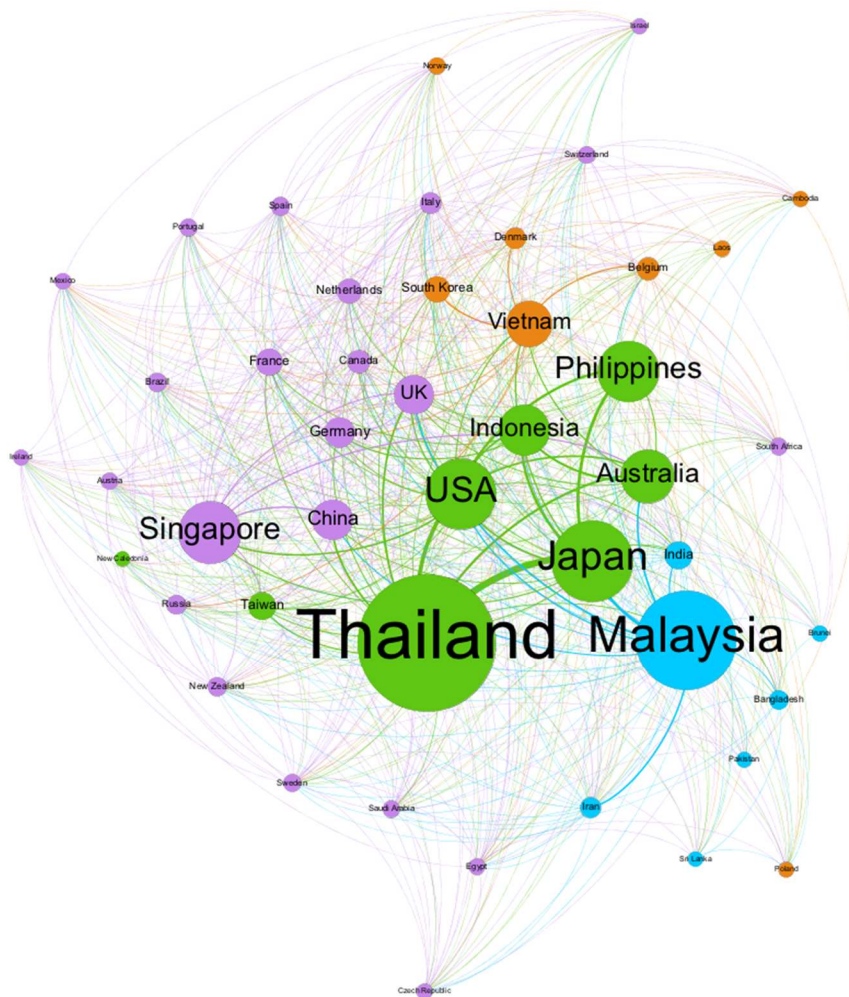 Israel
Norway
Switzerland
Cambodia
Spain
Italy
Portugal
Denmark
Laos
Belgium
Mexico
Netherlands
South Korea
Vietnam
France
Canada
Philippines
Brazil
UK
Germany
Indonesia
South Africa
Ireland
Austria
USA
Australia
Singapore
China
New Caledonia
Japan
India
Russia
Taiwan
Thailand
Malaysia
Brunei
New Zealand
Bangladesh
Pakistan
Sweden
Saudi Arabia
Iran
Sri Lanka
Egypt
Poland
Czech Republic